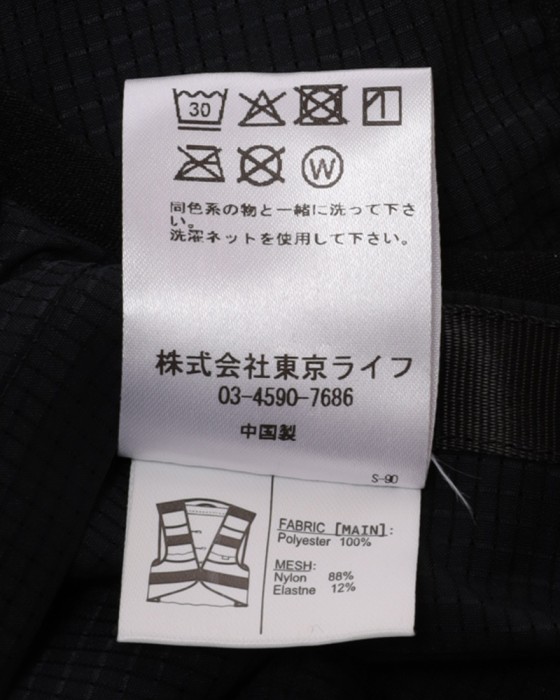 30
W
同色系の物と一緒に洗って下さ
い。
洗濯ネットを使用して下さい。
株式会社東京ライフ
03-4590-7686
中国製
S-90
FABRIC [MAIN]:
Polyester 100%
MESH:
Nylon 88%
Elastne 12%